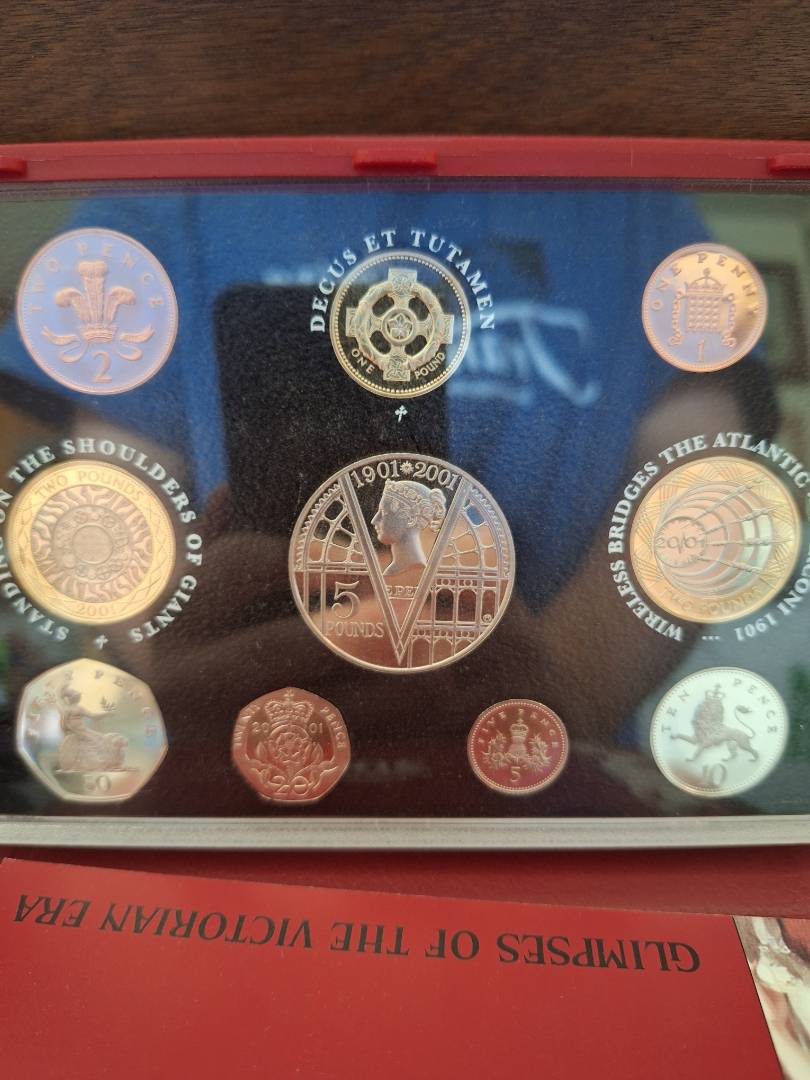 TWO PENCE
2
DECUS ET TUTAMEN
ONE POUND
ONE PENNY
1
STANDING ON THE SHOULDERS OF GIANTS
TWO POUNDS
2001
1901 2001
5
POUNDS
WIRELESS BRIDGES THE ATLANTIC
1901 ...
2001
TWO POUNDS
FIFTY PENCE
50
TWENTY PENCE
2001
20
FIVE PENCE
5
TEN PENCE
10
GLIMPSES OF THE VICTORIAN ERA